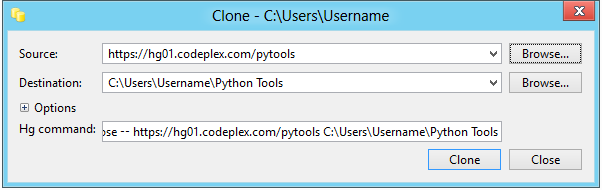 Clone - C:\Users\Username
Source: https://hg01.codeplex.com/pytools Browse...
Destination: C:\Users\Username\Python Tools Browse...
Options
Hg command: ose -- https://hg01.codeplex.com/pytools C:\Users\Username\Python Tools
Clone Close